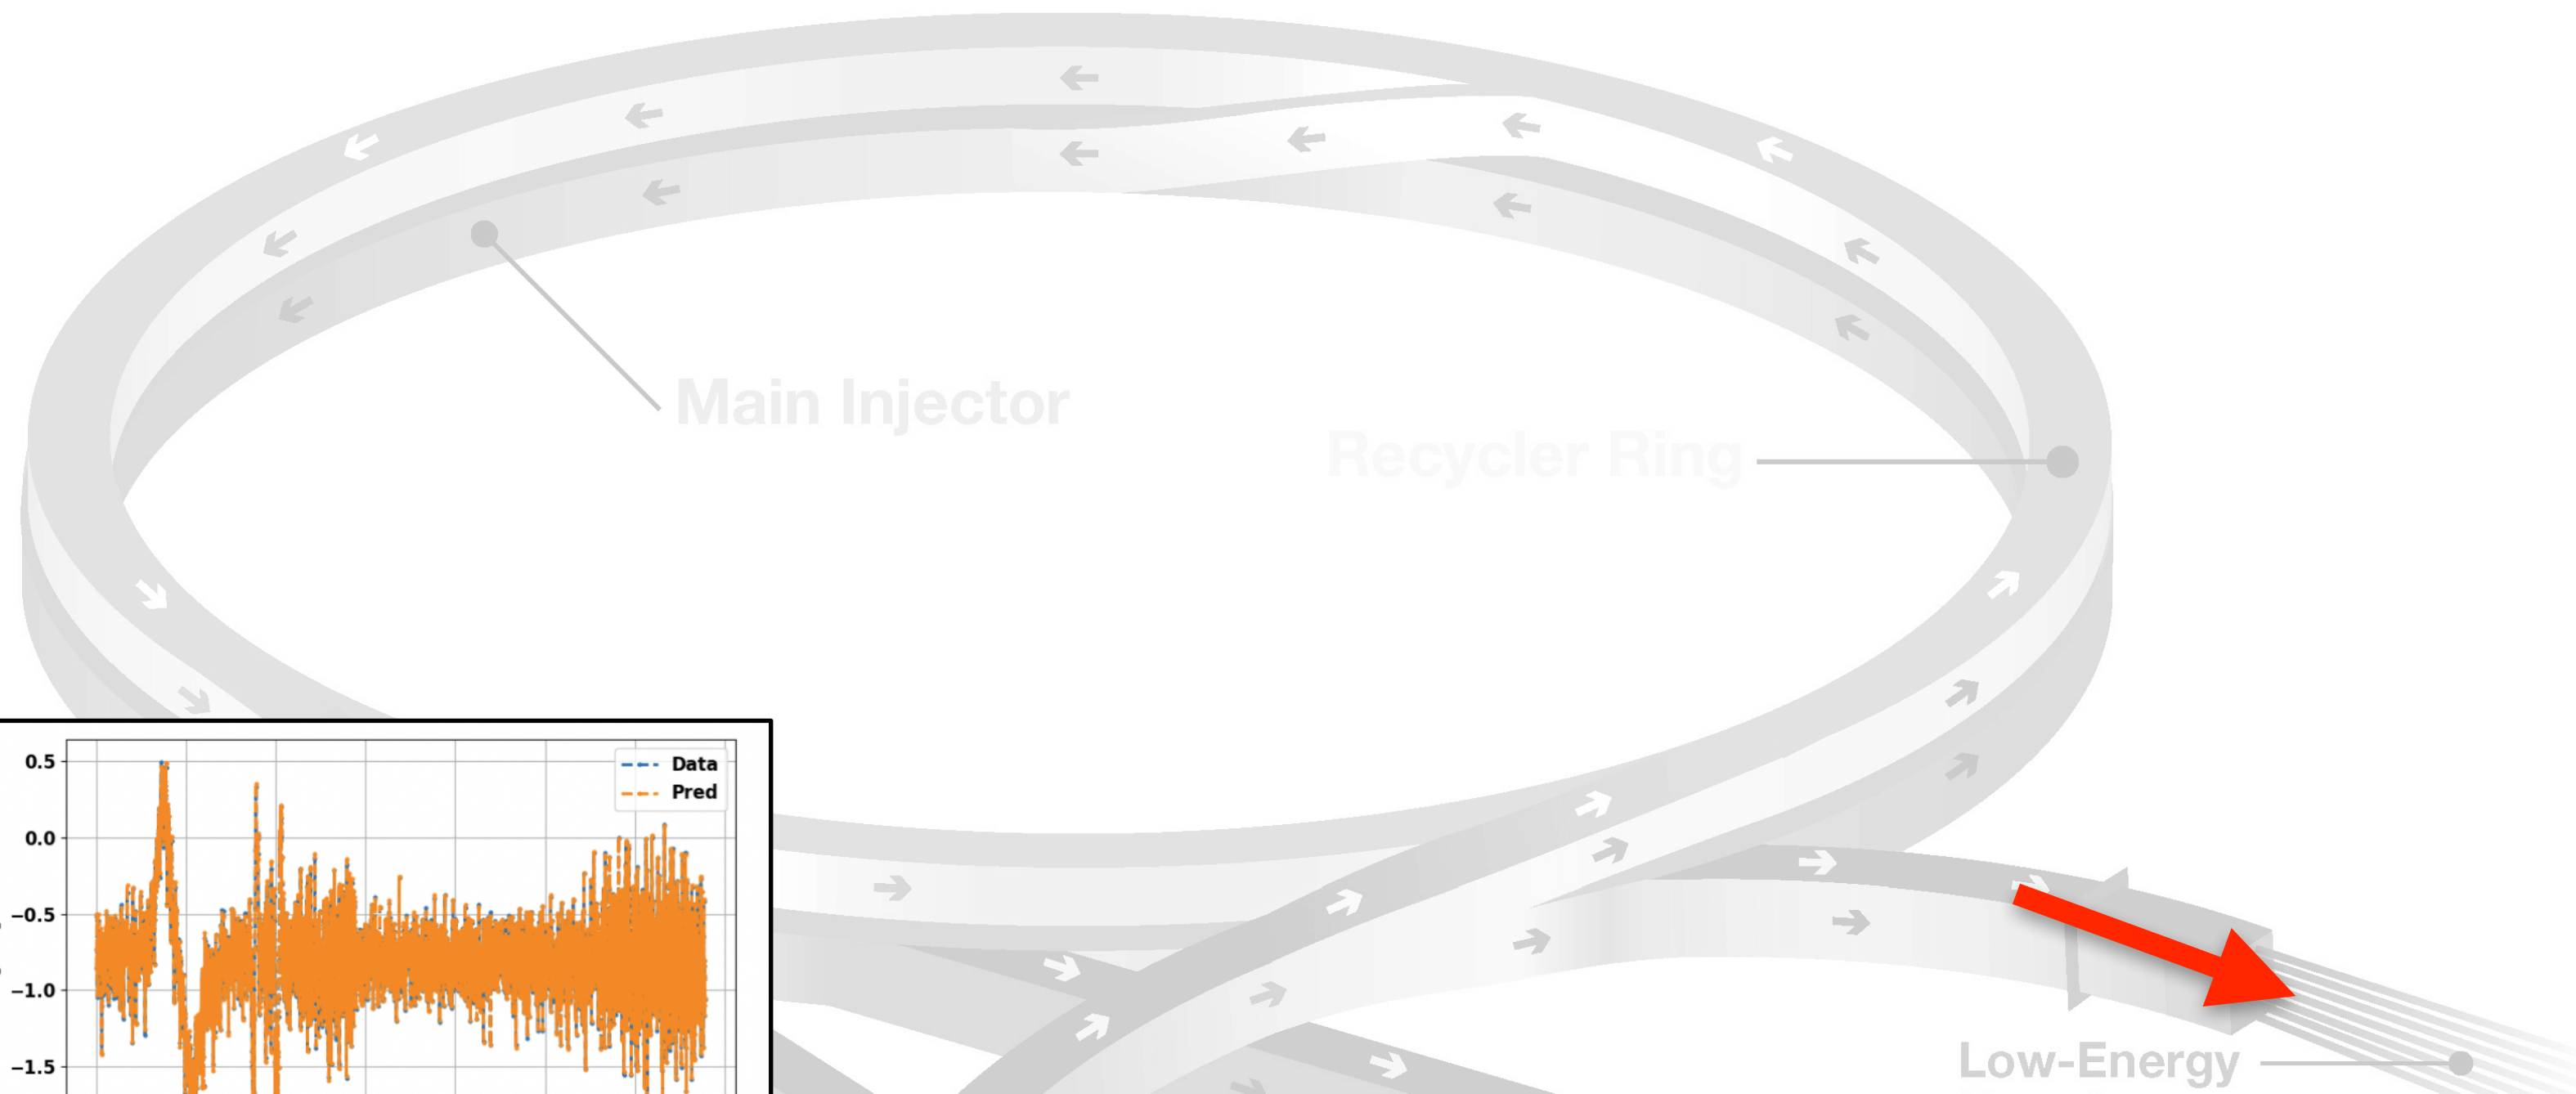 Main Injector
Recycler Ring
0.5
0.0
−0.5
−1.0
−1.5
Data
Pred
Low-Energy